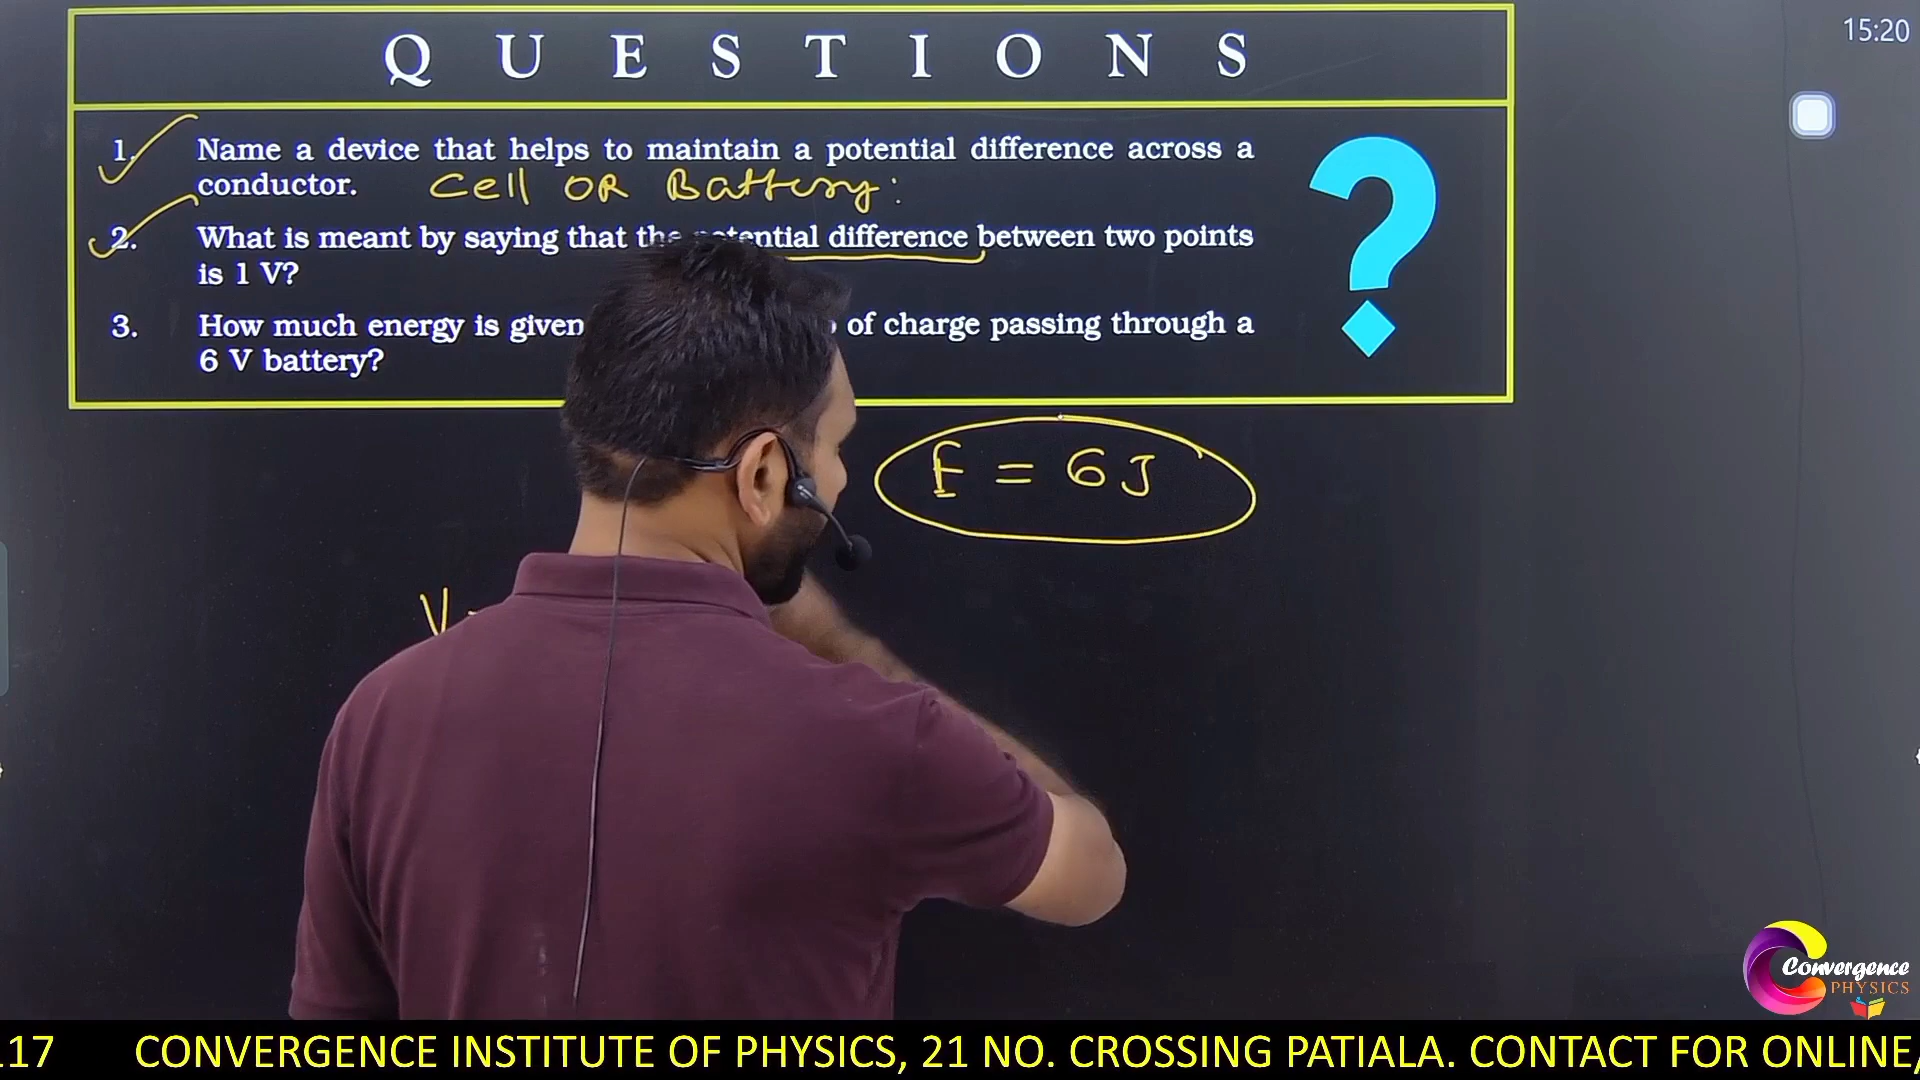 15:20
Q U E S T I O N S
1. Name a device that helps to maintain a potential difference across a
conductor. Cell OR Battery:
2. What is meant by saying that the potential difference between two points
is 1 V?
3. How much energy is given of charge passing through a
6 V battery?
E = 6J
V
Convergence
PHYSICS
117 CONVERGENCE INSTITUTE OF PHYSICS, 21 NO. CROSSING PATIALA. CONTACT FOR ONLINE,